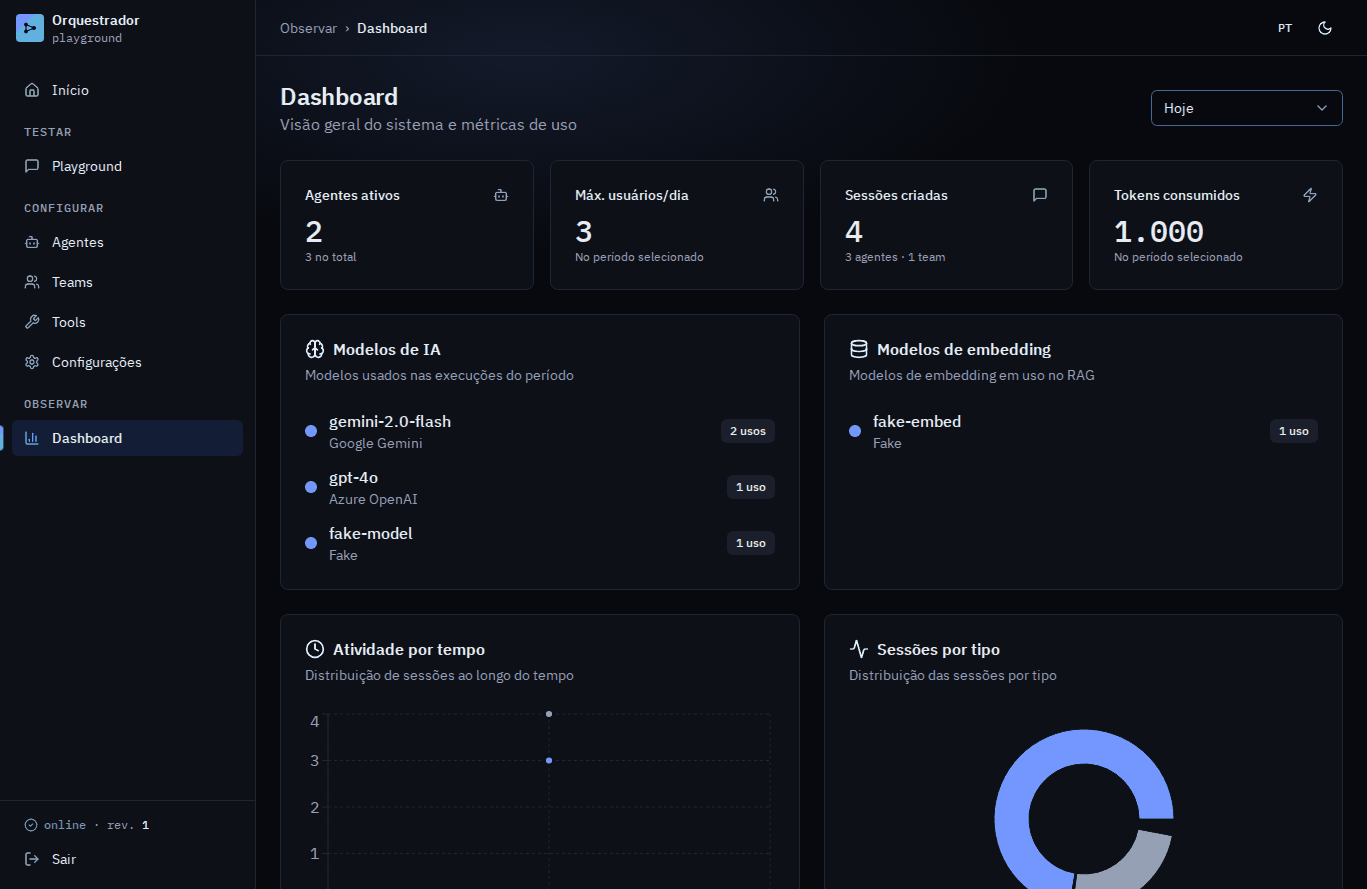 Orquestrador
playground
Início
TESTAR
Playground
CONFIGURAR
Agentes
Teams
Tools
Configurações
OBSERVAR
Dashboard
online · rev. 1
Sair
Observar › Dashboard
PT
Dashboard
Visão geral do sistema e métricas de uso
Hoje
Agentes ativos
2
3 no total
Máx. usuários/dia
3
No período selecionado
Sessões criadas
4
3 agentes · 1 team
Tokens consumidos
1.000
No período selecionado
Modelos de IA
Modelos usados nas execuções do período
gemini-2.0-flash
Google Gemini
2 usos
gpt-4o
Azure OpenAI
1 uso
fake-model
Fake
1 uso
Modelos de embedding
Modelos de embedding em uso no RAG
fake-embed
Fake
1 uso
Atividade por tempo
Distribuição de sessões ao longo do tempo
4
3
2
1
Sessões por tipo
Distribuição das sessões por tipo